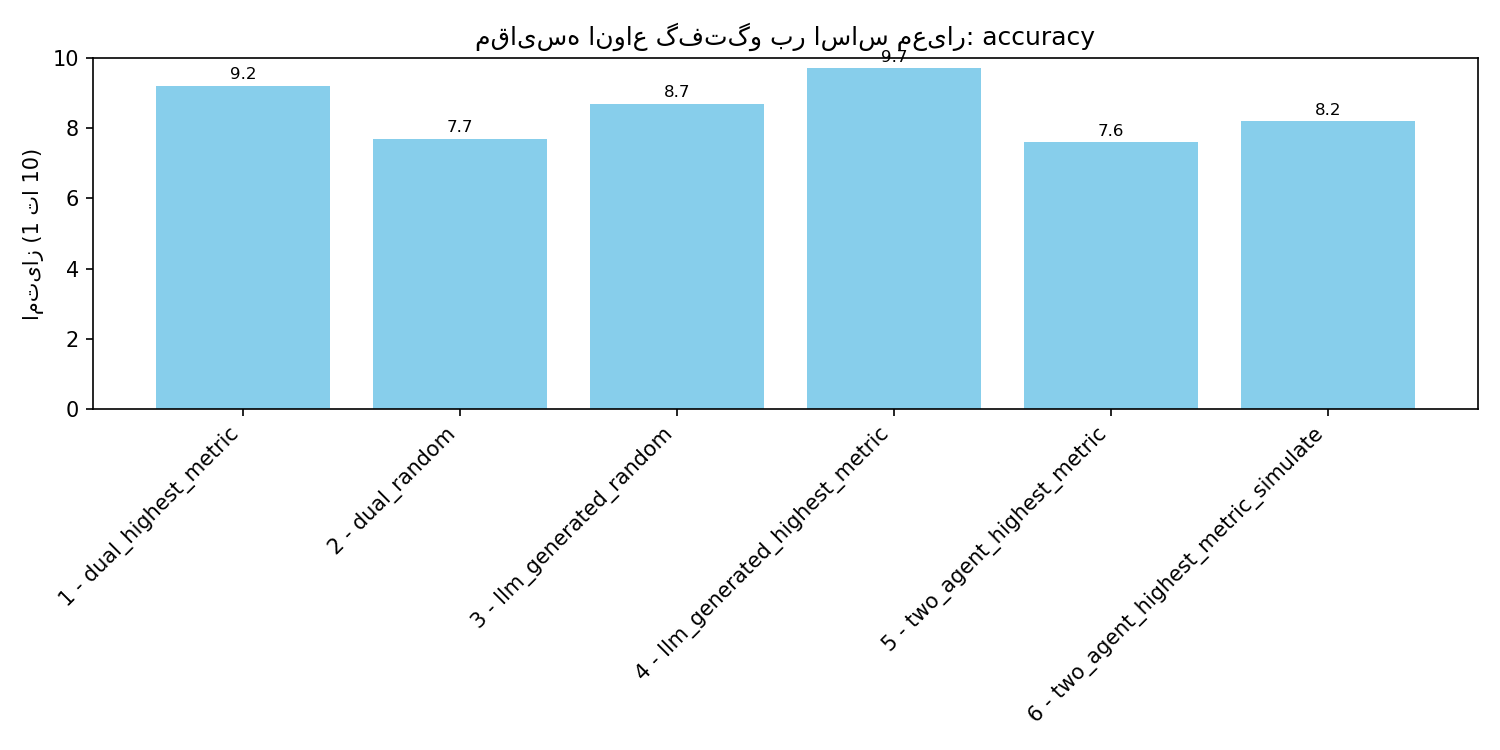 مقایسه انواع گفتگو بر اساس معیار: accuracy
امتیاز (1 تا 10)
10
8
6
4
2
0
9.2
7.7
8.7
9.7
7.6
8.2
1 - dual_highest_metric
2 - dual_random
3 - llm_generated_random
4 - llm_generated_highest_metric
5 - two_agent_highest_metric
6 - two_agent_highest_metric_simulate